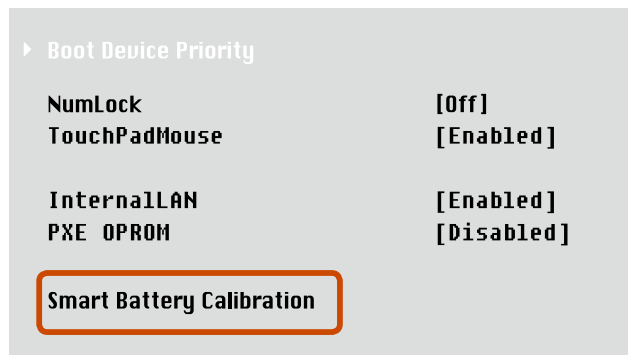 Boot Device Priority
NumLock [Off]
TouchPadMouse [Enabled]
InternalLAN [Enabled]
PXE OPROM [Disabled]
Smart Battery Calibration